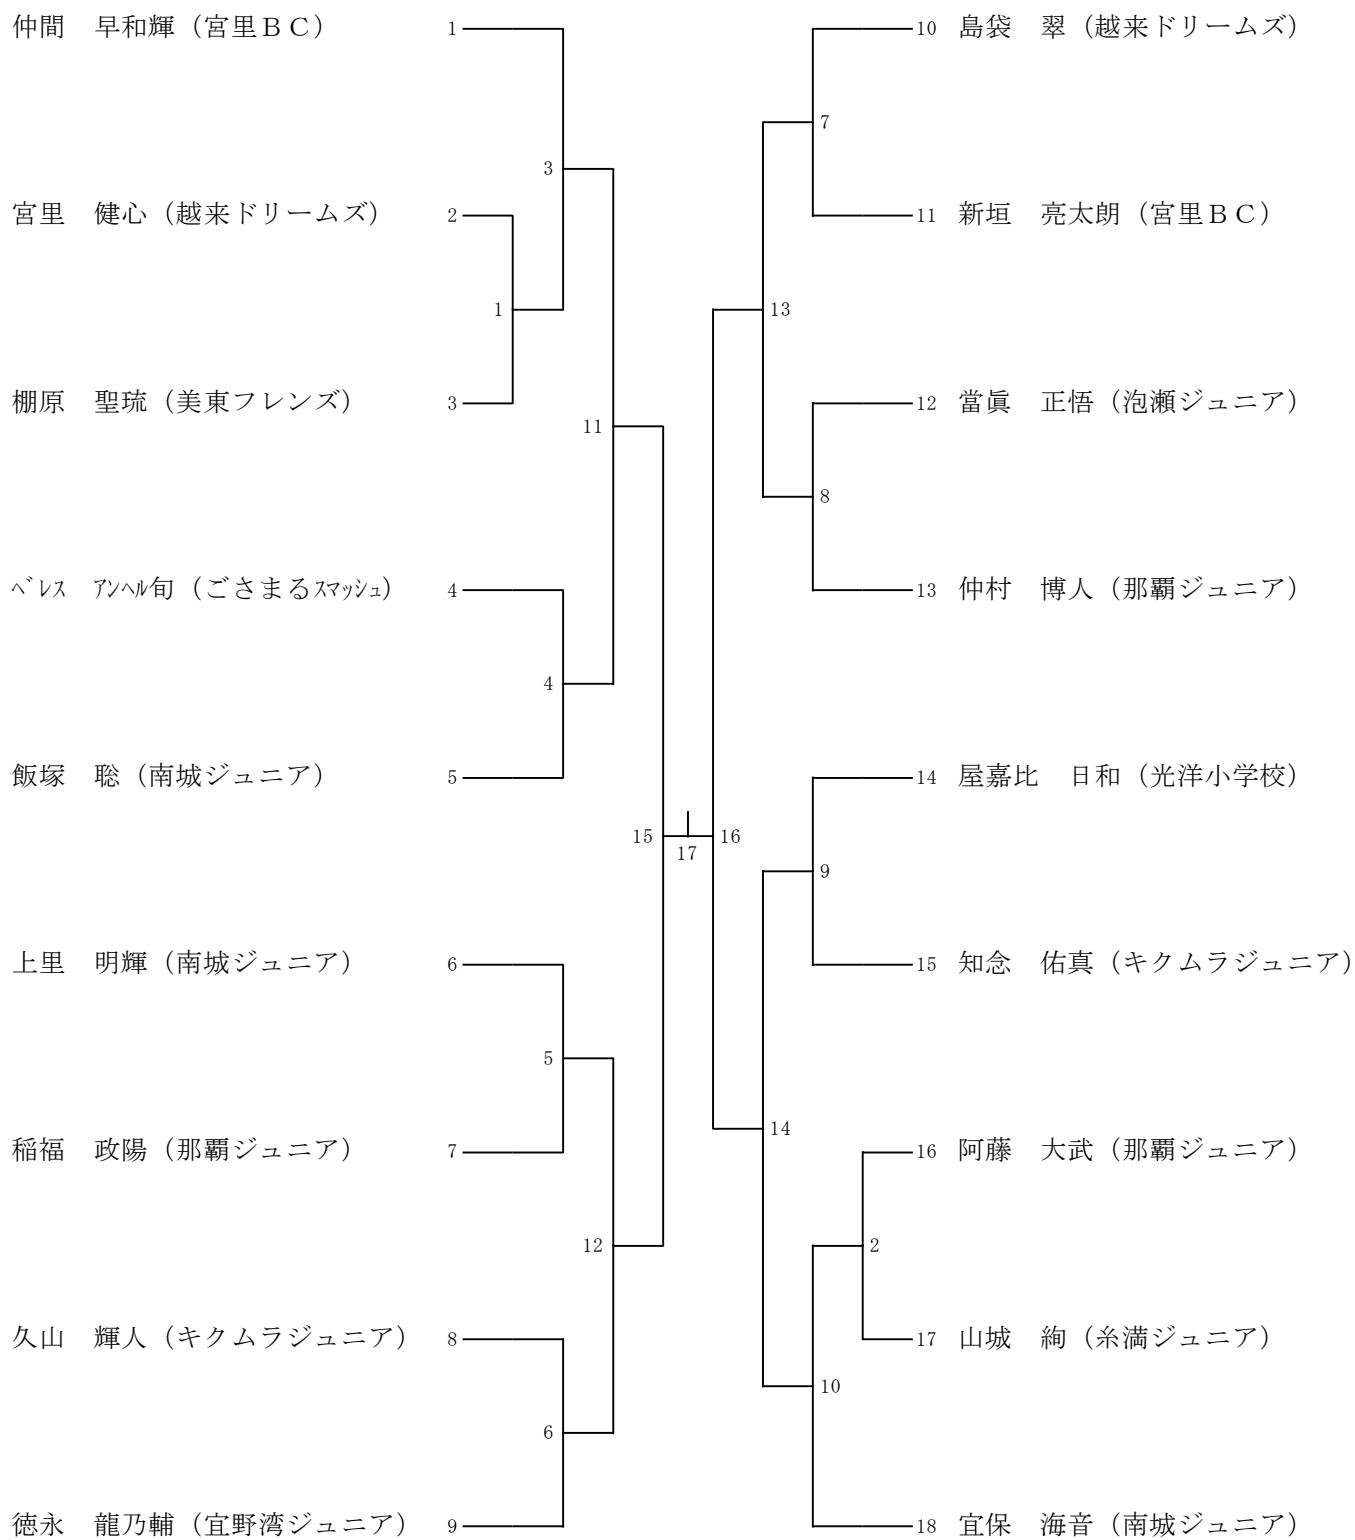 仲間　早和輝（宮里ＢＣ） 1
宮里　健心（越来ドリームズ） 2
棚原　聖琉（美東フレンズ） 3
ﾍﾞﾚｽ　ｱﾝﾍﾙ旬（ごさまるｽﾏｯｼｭ） 4
飯塚　聡（南城ジュニア） 5
上里　明輝（南城ジュニア） 6
稲福　政陽（那覇ジュニア） 7
久山　輝人（キクムラジュニア） 8
徳永　龍乃輔（宜野湾ジュニア） 9
1
3
4
5
6
11
12
15
17
16
13
14
7
8
9
2
10
10 島袋　翠（越来ドリームズ）
11 新垣　亮太朗（宮里ＢＣ）
12 當眞　正悟（泡瀬ジュニア）
13 仲村　博人（那覇ジュニア）
14 屋嘉比　日和（光洋小学校）
15 知念　佑真（キクムラジュニア）
16 阿藤　大武（那覇ジュニア）
17 山城　絢（糸満ジュニア）
18 宜保　海音（南城ジュニア）